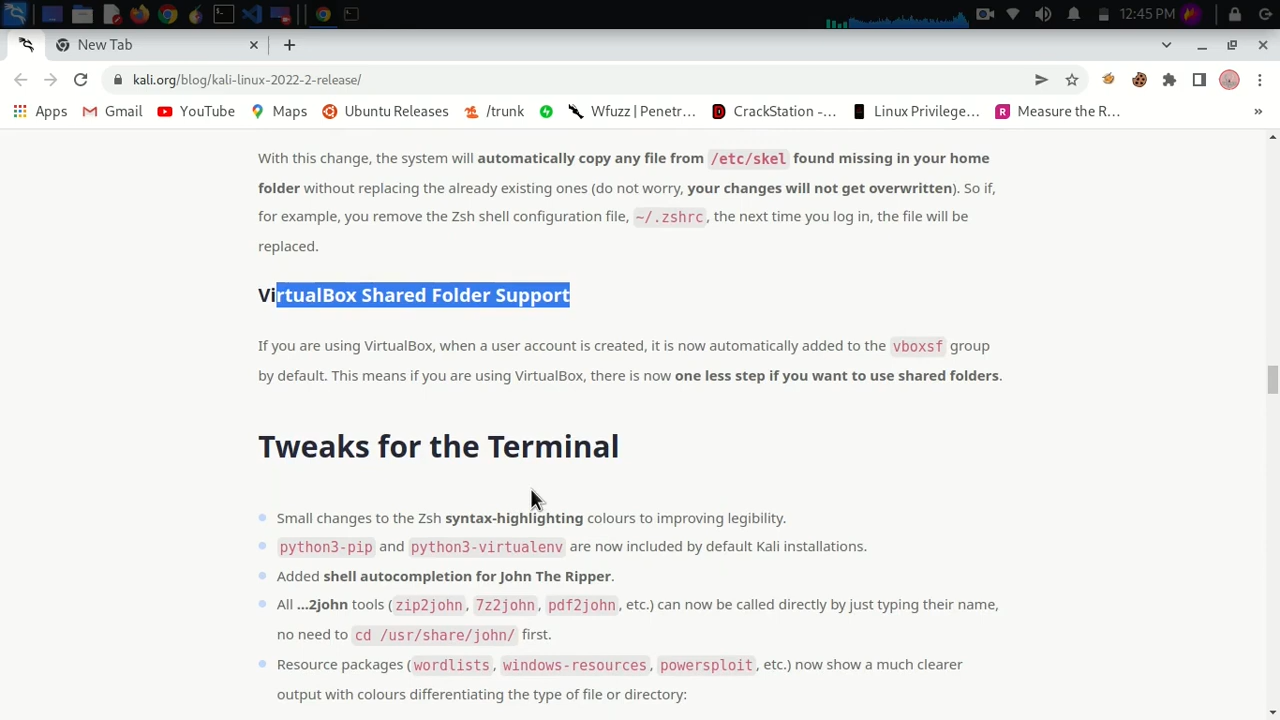 12:45 PM
New Tab
kali.org/blog/kali-linux-2022-2-release/
Apps Gmail YouTube Maps Ubuntu Releases /trunk Wfuzz | Penetr... CrackStation -... Linux Privilege... Measure the R... »
With this change, the system will automatically copy any file from /etc/skel found missing in your home
folder without replacing the already existing ones (do not worry, your changes will not get overwritten). So if,
for example, you remove the Zsh shell configuration file, ~/.zshrc, the next time you log in, the file will be
replaced.
VirtualBox Shared Folder Support
If you are using VirtualBox, when a user account is created, it is now automatically added to the vboxsf group
by default. This means if you are using VirtualBox, there is now one less step if you want to use shared folders.
Tweaks for the Terminal
Small changes to the Zsh syntax-highlighting colours to improving legibility.
python3-pip and python3-virtualenv are now included by default Kali installations.
Added shell autocompletion for John The Ripper.
All ...2john tools (zip2john, 7z2john, pdf2john, etc.) can now be called directly by just typing their name,
no need to cd /usr/share/john/ first.
Resource packages (wordlists, windows-resources, powersploit, etc.) now show a much clearer
output with colours differentiating the type of file or directory: